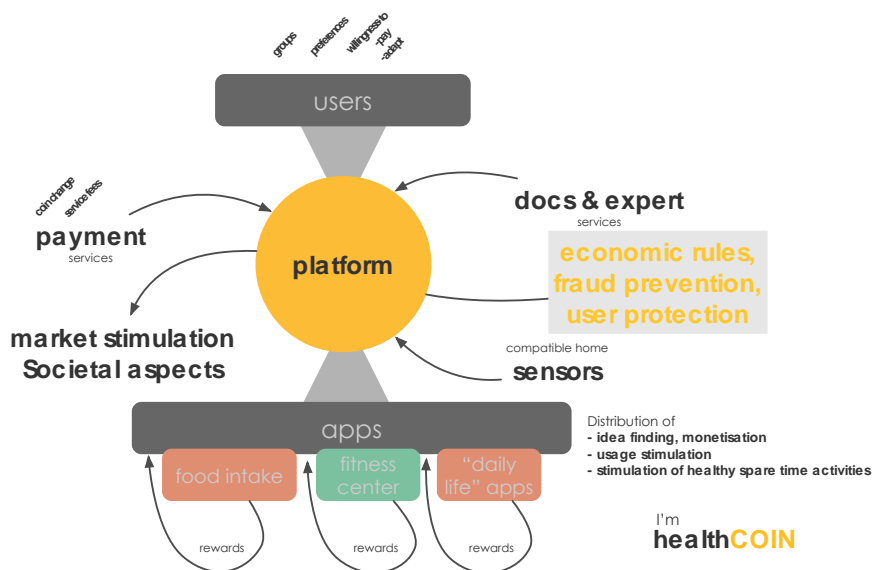 groups
preferences
willingness-to
-pay
-adapt
users
coin change
service fees
payment
services
docs & expert
services
platform
economic rules,
fraud prevention,
user protection
market stimulation
Societal aspects
compatible home
sensors
apps
food intake
fitness
center
“daily
life” apps
rewards
rewards
rewards
Distribution of
- idea finding, monetisation
- usage stimulation
- stimulation of healthy spare time activities
I'm
healthCOIN